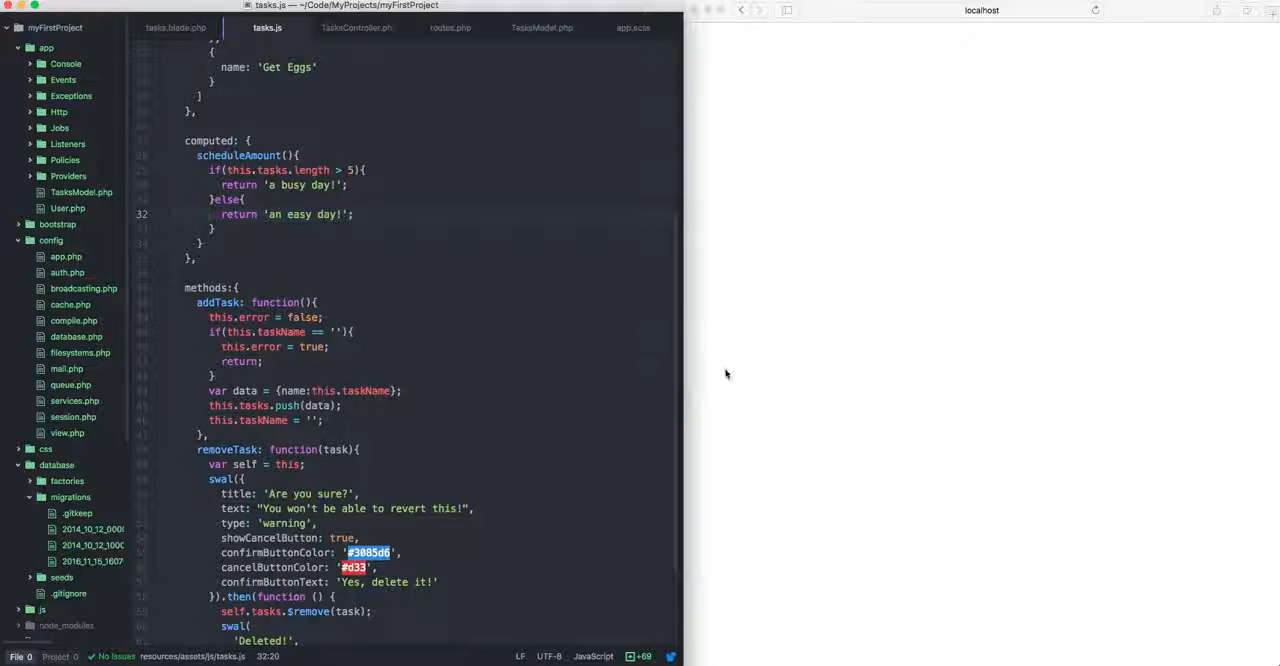 tasks.js — ~/Code/MyProjects/myFirstProject
localhost
myFirstProject
tasks.blade.php
tasks.js
TasksController.ph
routes.php
TasksModel.php
app.scss
app
Console
Events
Exceptions
Http
Jobs
Listeners
Policies
Providers
TasksModel.php
User.php
bootstrap
config
app.php
auth.php
broadcasting.php
cache.php
compile.php
database.php
filesystems.php
mail.php
queue.php
services.php
session.php
view.php
css
database
factories
migrations
.gitkeep
2014_10_12_0000
2014_10_12_1000
2016_11_15_1607
seeds
.gitignore
js
node_modules
{
name: 'Get Eggs'
}
]
},
computed: {
scheduleAmount(){
if(this.tasks.length > 5){
return 'a busy day!';
}else{
32 return 'an easy day!';
}
}
},
methods:{
addTask: function(){
this.error = false;
if(this.taskName == ''){
this.error = true;
return;
}
var data = {name:this.taskName};
this.tasks.push(data);
this.taskName = '';
},
removeTask: function(task){
var self = this;
swal({
title: 'Are you sure?',
text: "You won't be able to revert this!",
type: 'warning',
showCancelButton: true,
confirmButtonColor: '#3085d6',
cancelButtonColor: '#d33',
confirmButtonText: 'Yes, delete it!'
}).then(function () {
self.tasks.$remove(task);
swal(
'Deleted!',
File 0 Project 0 No Issues resources/assets/js/tasks.js 32:20 LF UTF-8 JavaScript +69